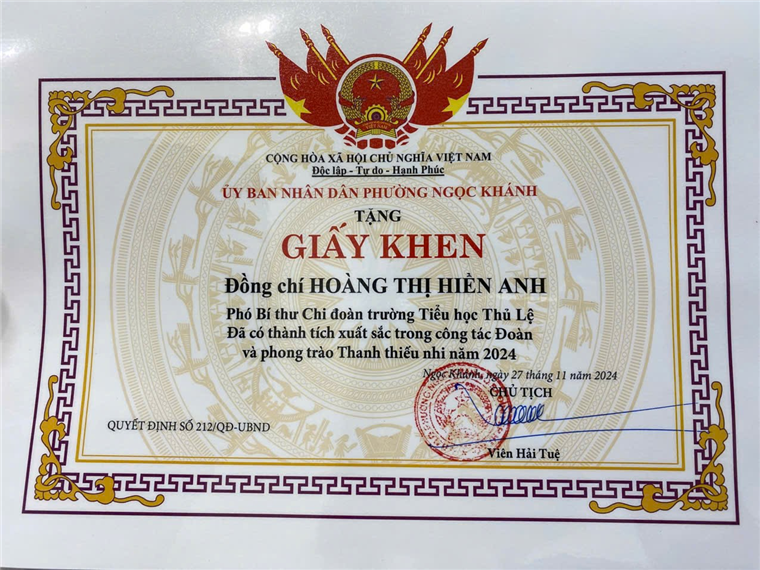 VIỆT NAM
CỘNG HÒA XÃ HỘI CHỦ NGHĨA VIỆT NAM
Độc lập - Tự do - Hạnh Phúc
ỦY BAN NHÂN DÂN PHƯỜNG NGỌC KHÁNH
TẶNG
GIẤY KHEN
Đồng chí HOÀNG THỊ HIỀN ANH
Phó Bí thư Chi đoàn trường Tiểu học Thủ Lệ
Đã có thành tích xuất sắc trong công tác Đoàn
và phong trào Thanh thiếu nhi năm 2024
Ngọc Khánh, ngày 27 tháng 11 năm 2024
CHỦ TỊCH
QUYẾT ĐỊNH SỐ 212/QĐ-UBND
Viên Hải Tuệ